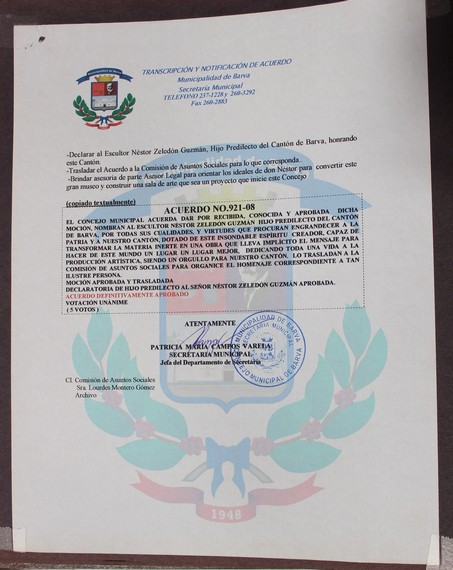 TRANSCRIPCIÓN Y NOTIFICACIÓN DE ACUERDO
Municipalidad de Barva
Secretaría Municipal
TELEFONO 237-1228 y 260-3292
Fax 260-2883
-Declarar al Escultor Néstor Zeledón Guzmán, Hijo Predilecto del Cantón de Barva, honrando
este Cantón.
-Trasladar el Acuerdo a la Comisión de Asuntos Sociales para lo que corresponda.
-Brindar asesoria de parte Asesor Legal para orientar los ideales de don Néstor para convertir este
gran museo y construir una sala de arte que sea un proyecto que inicie este Concejo
(copiado textualmente)
ACUERDO NO.921-08
EL CONCEJO MUNICIPAL ACUERDA DAR POR RECIBIDA, CONOCIDA Y APROBADA DICHA
MOCIÓN, NOMBRAN AL ESCULTOR NÉSTOR ZELEDÓN GUZMÁN HIJO PREDILECTO DEL CANTÓN
DE BARVA, POR TODAS SUS CUALIDADES, Y VIRTUDES QUE PROCURAN ENGRANDECER A LA
PATRIA Y A NUESTRO CANTÓN, DOTADO DE ESTE INSONDABLE ESPÍRITU CREADOR, CAPAZ DE
TRANSFORMAR LA MATERIA INERTE EN UNA OBRA QUE LLEVA IMPLICITO EL MENSAJE PARA
HACER DE ESTE MUNDO UN LUGAR UN LUGAR MEJOR, DEDICANDO TODA UNA VIDA A LA
PRODUCCIÓN ARTÍSTICA, SIENDO UN ORGULLO PARA NUESTRO CANTÓN. LO TRASLADAN A LA
COMISIÓN DE ASUNTOS SOCIALES PARA ORGANICE EL HOMENAJE CORRESPONDIENTE A TAN
ILUSTRE PERSONA.
MOCIÓN APROBADA Y TRASLADADA
DECLARATORIA DE HIJO PREDILECTO AL SEÑOR NÉSTOR ZELEDÓN GUZMÁN APROBADA.
ACUERDO DEFINITIVAMENTE APROBADO
VOTACIÓN UNÁNIME
( 5 VOTOS )
ATENTAMENTE
PATRICIA MARÍA CAMPOS VARELA
SECRETARIA MUNICIPAL
Jefa del Departamento de Secretaría
MUNICIPALIDAD DE BARVA
SECRETARIA MUNICIPAL
CONCEJO MUNICIPAL DE BARVA
CI. Comisión de Asuntos Sociales
Sra. Lourdes Montero Gómez
Archivo
1948